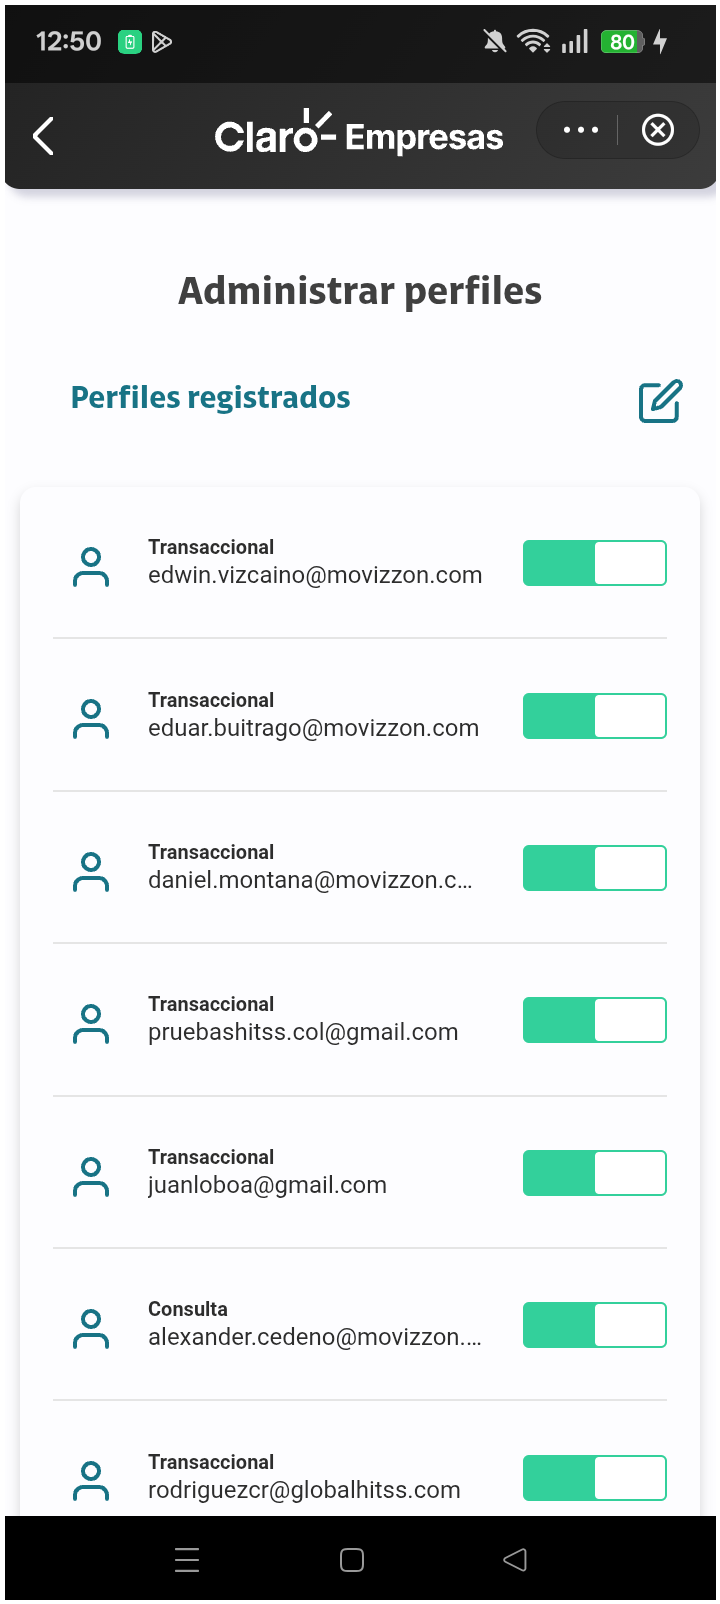 12:50
80
Claro- Empresas
Administrar perfiles
Perfiles registrados
Transaccional
edwin.vizcaino@movizzon.com
Transaccional
eduar.buitrago@movizzon.com
Transaccional
daniel.montana@movizzon.c...
Transaccional
pruebashitss.col@gmail.com
Transaccional
juanloboa@gmail.com
Consulta
alexander.cedeno@movizzon....
Transaccional
rodriguezcr@globalhitss.com